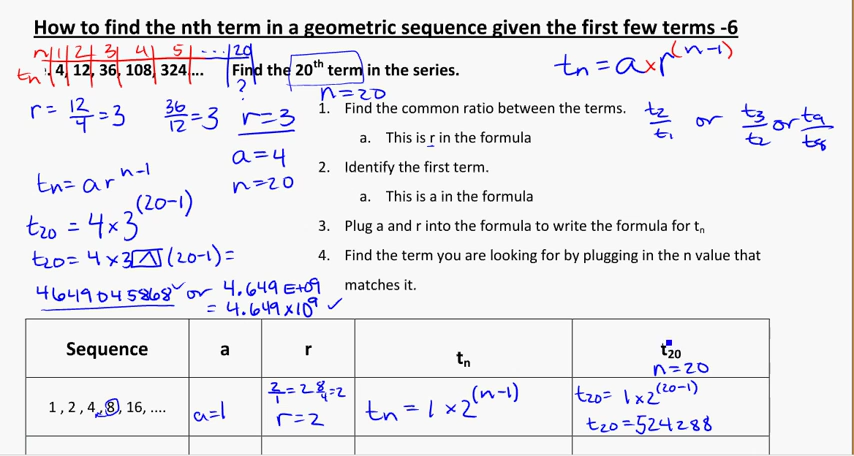 How to find the nth term in a geometric sequence given the first few terms -6
n | 1 | 2 | 3 | 4 | 5 | ... | 20
tn : 4, 12, 36, 108, 324... Find the 20th term in the series.
? n=20
tn = a×r^(n-1)
r = 12/4 = 3 36/12 = 3 r=3
a=4
n=20
1. Find the common ratio between the terms. t2/t1 or t3/t2 or t9/t8
a. This is r in the formula
2. Identify the first term.
a. This is a in the formula
3. Plug a and r into the formula to write the formula for tn
4. Find the term you are looking for by plugging in the n value that
matches it.
tn = ar^n-1
t20 = 4×3^(20-1)
t20 = 4×3[^](20-1)=
4649045868 or 4.649 E+09
= 4.649×10^9
Sequence a r tn t20
n=20
1 , 2 , 4 , 8, 16, .... a=1 2/1=2 8/4=2 r=2 tn = 1×2^(n-1) t20= 1×2^(20-1)
t20=524288